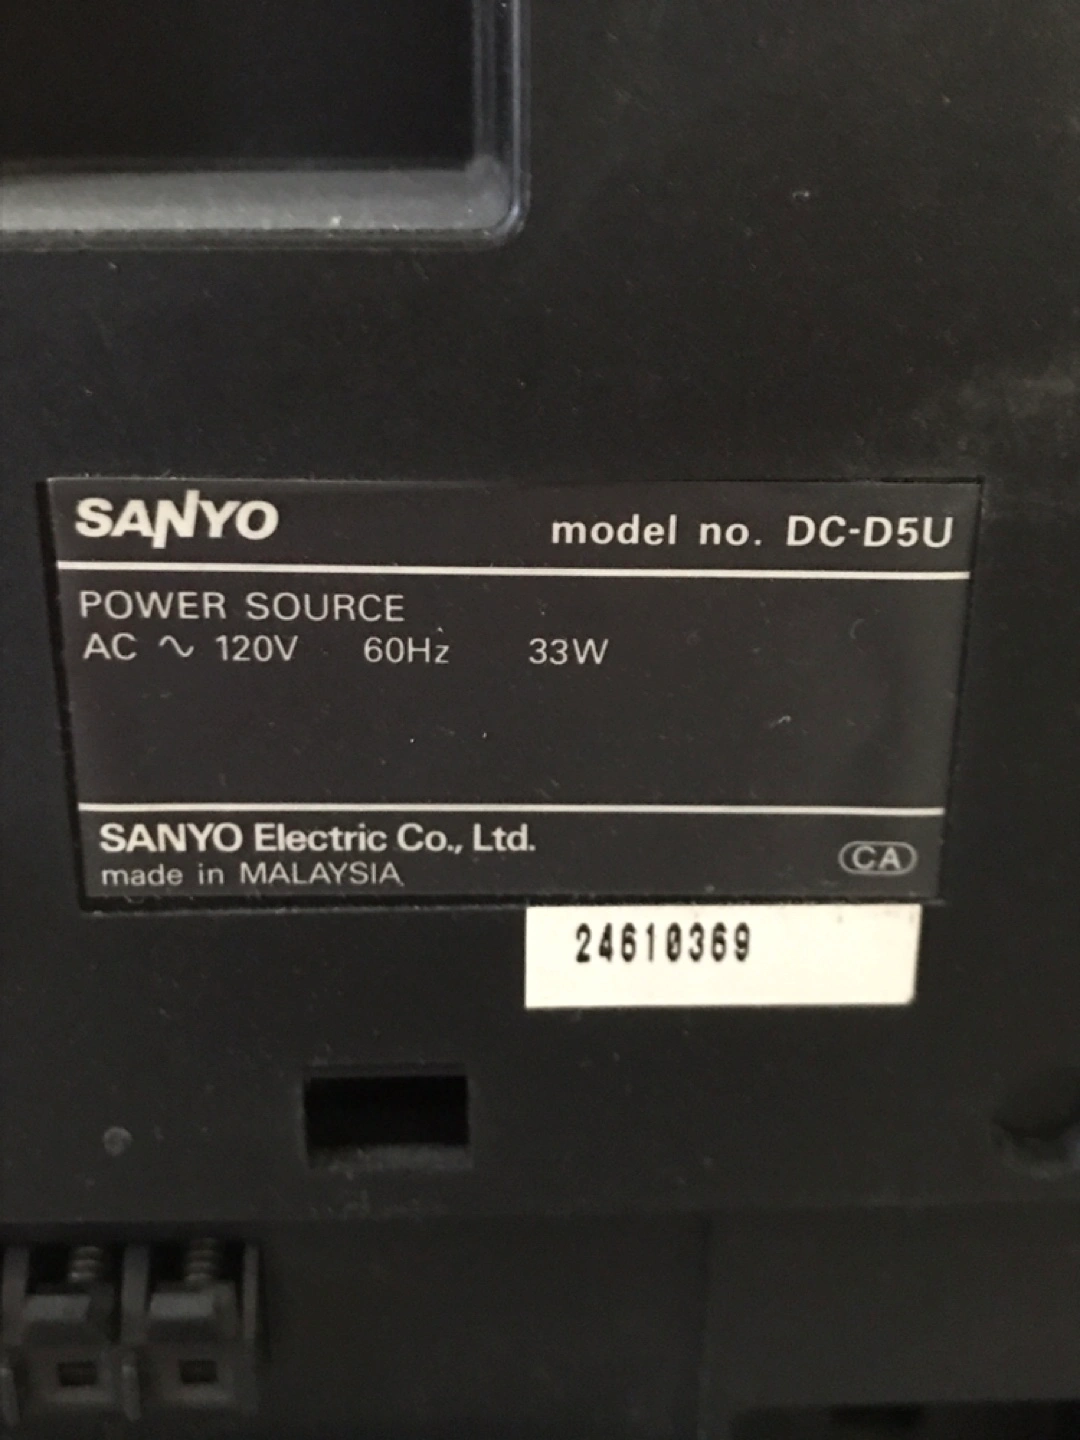 SANYO model no. DC-D5U
POWER SOURCE
AC ∿ 120V 60Hz 33W
SANYO Electric Co., Ltd.
made in MALAYSIA
CA
24610369